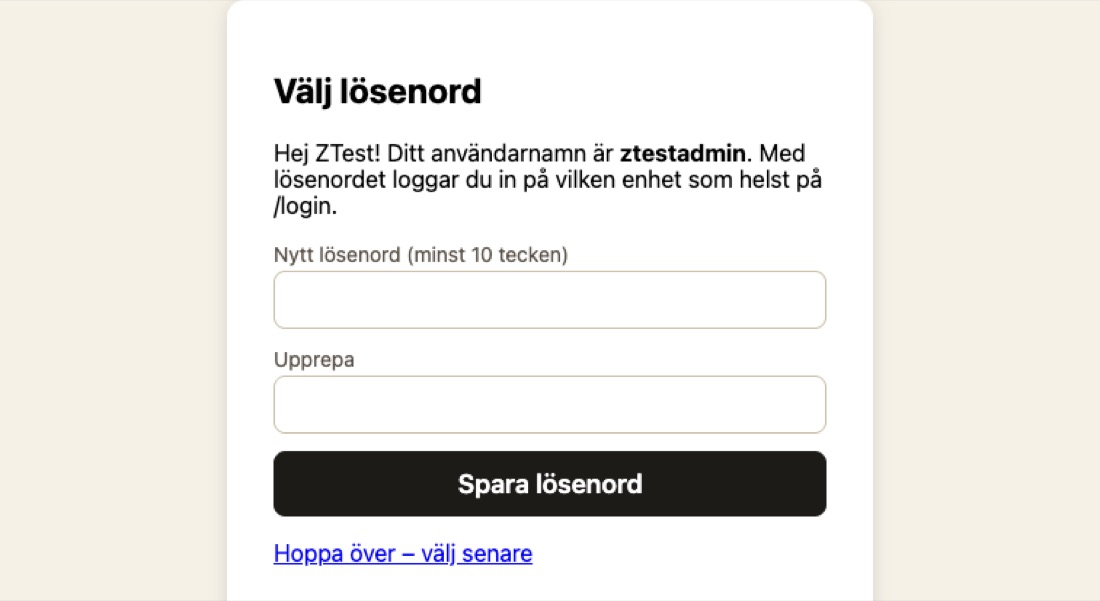 Välj lösenord
Hej ZTest! Ditt användarnamn är ztestadmin. Med
lösenordet loggar du in på vilken enhet som helst på
/login.
Nytt lösenord (minst 10 tecken)
Upprepa
Spara lösenord
Hoppa över – välj senare